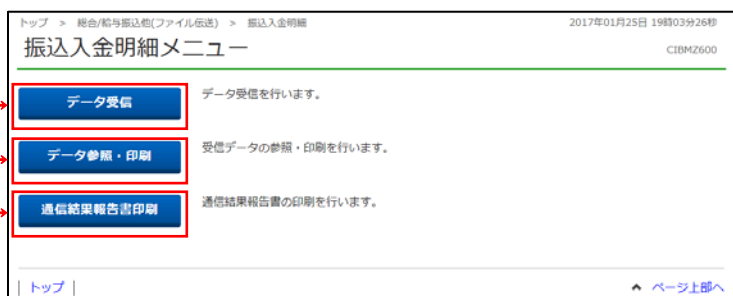 トップ > 総合/給与振込他(ファイル伝送) > 振込入金明細
2017年01月25日 19時03分26秒
振込入金明細メニュー
CIBMZ600
データ受信
データ受信を行います。
データ参照・印刷
受信データの参照・印刷を行います。
通信結果報告書印刷
通信結果報告書の印刷を行います。
| トップ |
ページ上部へ